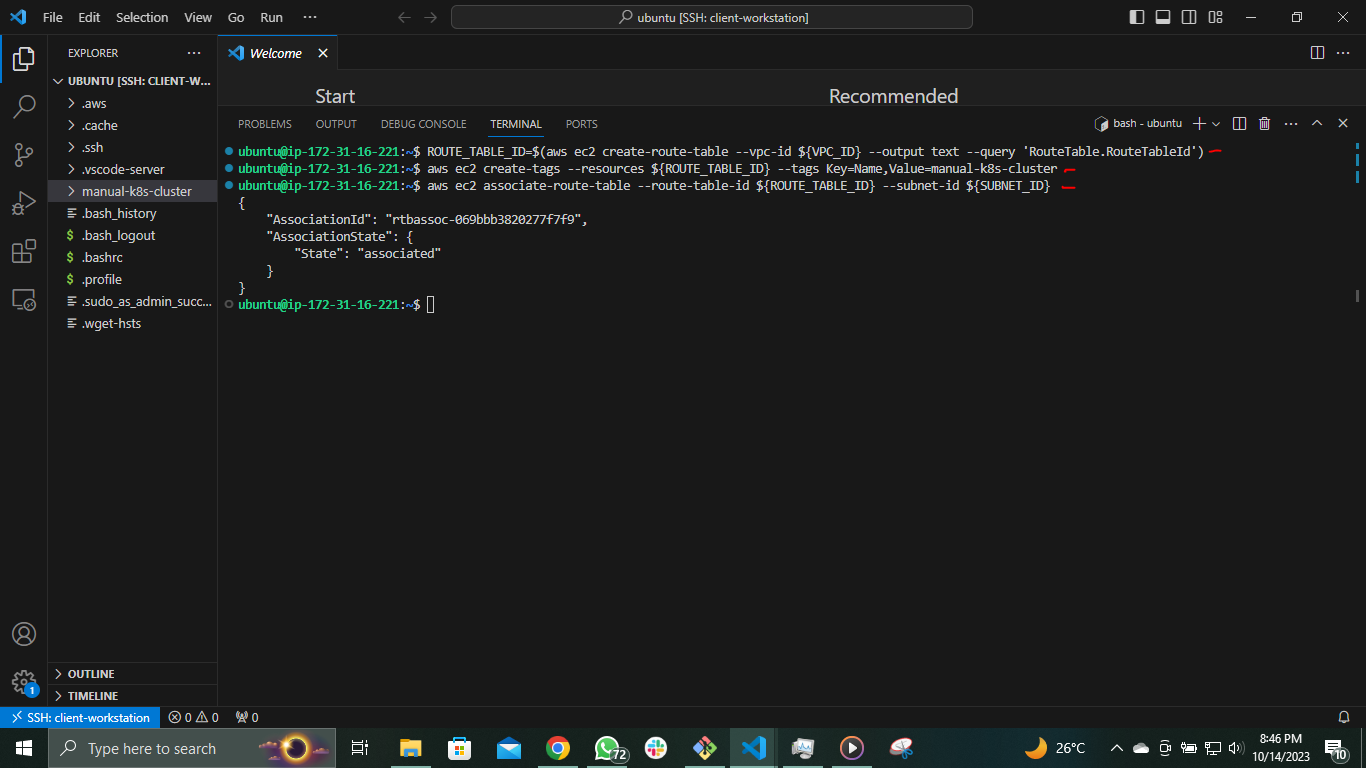 File Edit Selection View Go Run ···
ubuntu [SSH: client-workstation]
EXPLORER ···
UBUNTU [SSH: CLIENT-W...
.aws
.cache
.ssh
.vscode-server
manual-k8s-cluster
.bash_history
.bash_logout
.bashrc
.profile
.sudo_as_admin_succ...
.wget-hsts
OUTLINE
TIMELINE
Welcome
Start
Recommended
PROBLEMS OUTPUT DEBUG CONSOLE TERMINAL PORTS
bash - ubuntu
ubuntu@ip-172-31-16-221:~$ ROUTE_TABLE_ID=$(aws ec2 create-route-table --vpc-id ${VPC_ID} --output text --query 'RouteTable.RouteTableId')
ubuntu@ip-172-31-16-221:~$ aws ec2 create-tags --resources ${ROUTE_TABLE_ID} --tags Key=Name,Value=manual-k8s-cluster
ubuntu@ip-172-31-16-221:~$ aws ec2 associate-route-table --route-table-id ${ROUTE_TABLE_ID} --subnet-id ${SUBNET_ID}
{
"AssociationId": "rtbassoc-069bbb3820277f7f9",
"AssociationState": {
"State": "associated"
}
}
ubuntu@ip-172-31-16-221:~$
1
SSH: client-workstation 0 0 0
Type here to search
72
26°C
8:46 PM
10/14/2023
10